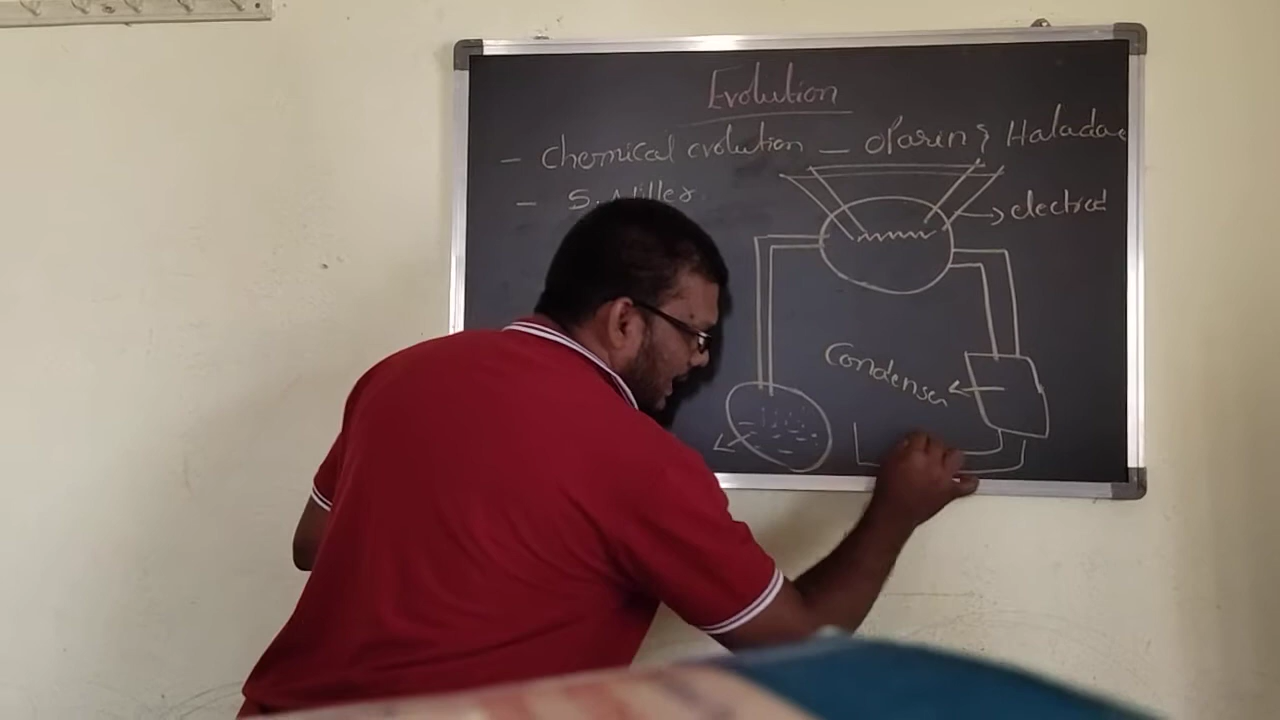 Evolution
- Chemical evolution - Oparin & Haladae
- S. Miller
electrod
Condenser